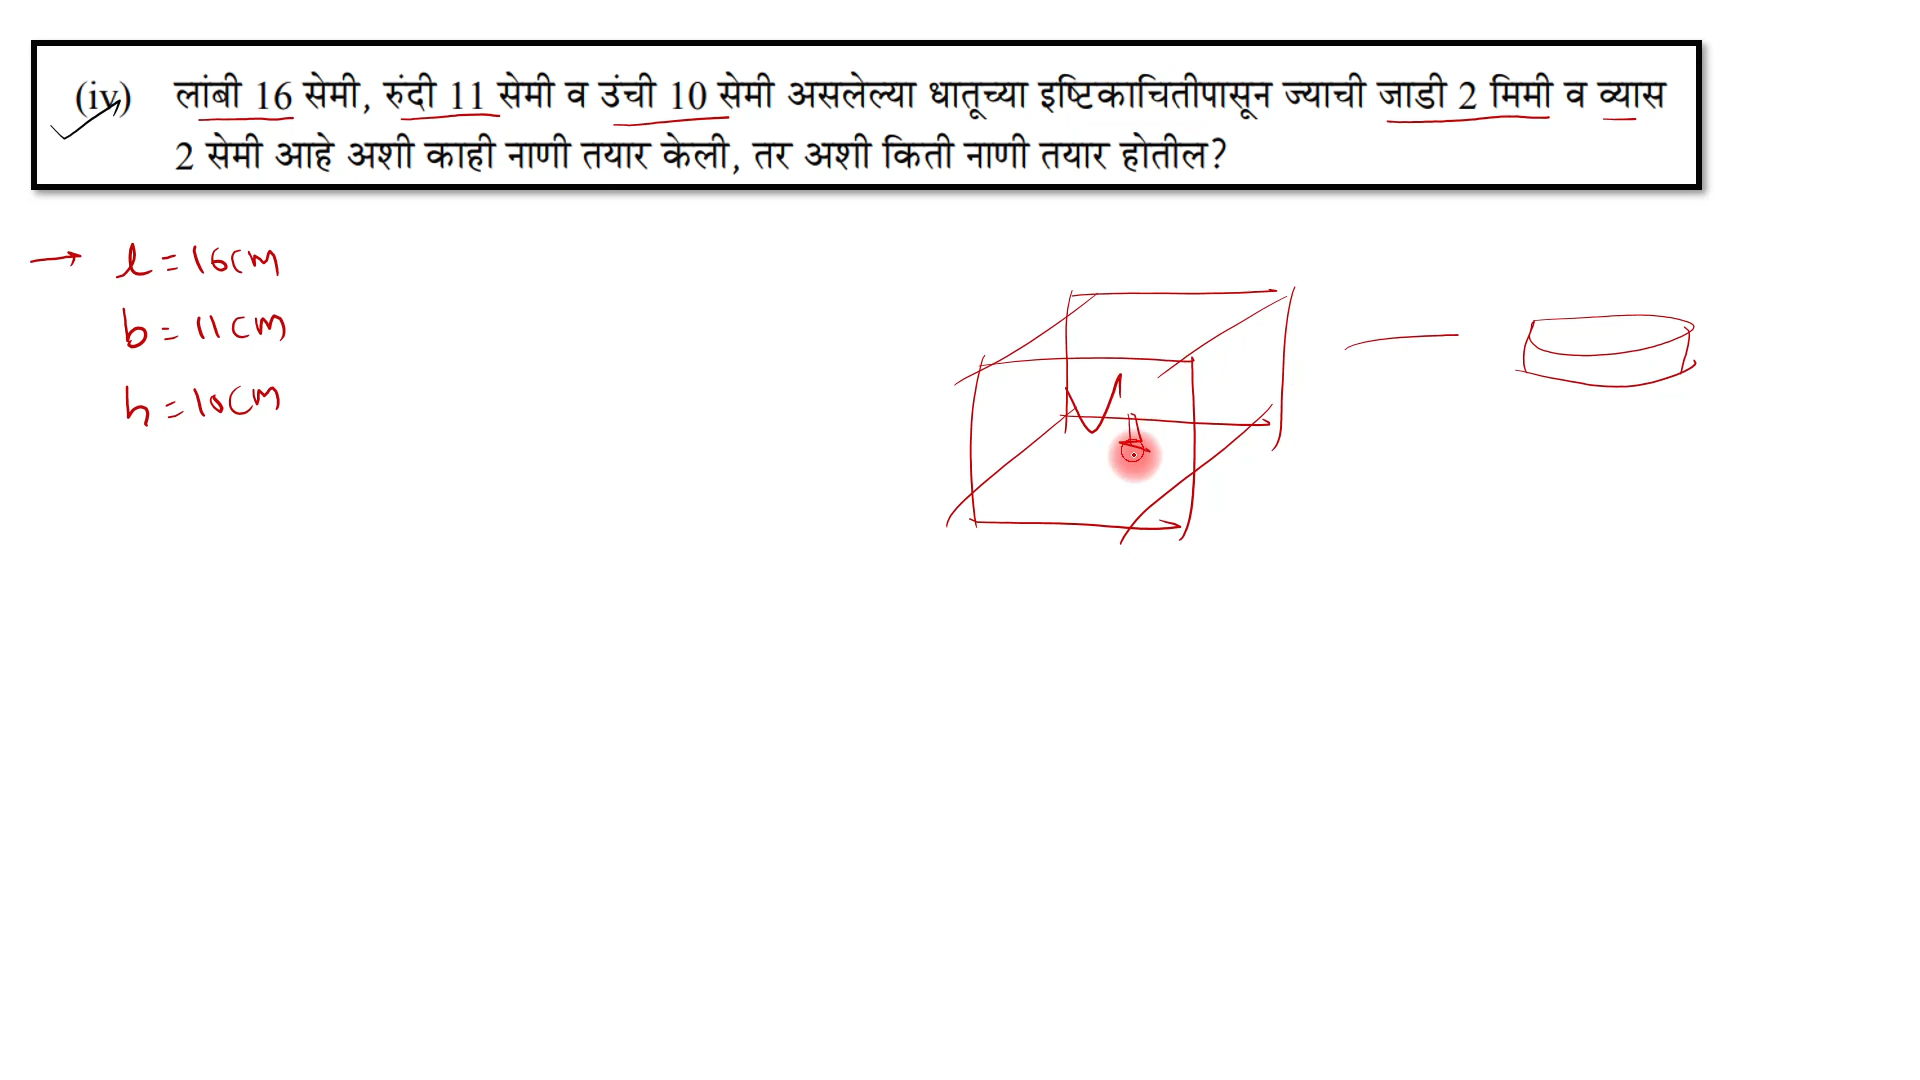 (iv) लांबी 16 सेमी, रुंदी 11 सेमी व उंची 10 सेमी असलेल्या धातूच्या इष्टिकाचितीपासून ज्याची जाडी 2 मिमी व व्यास
2 सेमी आहे अशी काही नाणी तयार केली, तर अशी किती नाणी तयार होतील?
l = 16cm
b = 11cm
h = 10cm